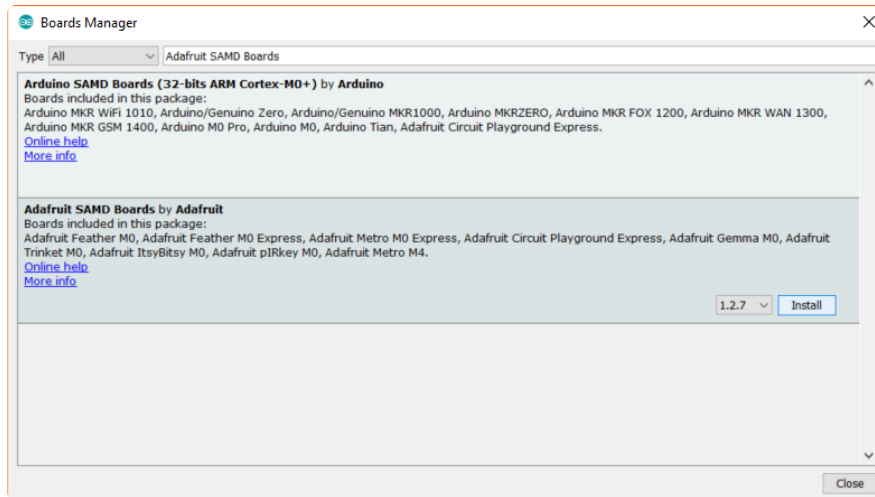 Boards Manager
Type All Adafruit SAMD Boards
Arduino SAMD Boards (32-bits ARM Cortex-M0+) by Arduino
Boards included in this package:
Arduino MKR WiFi 1010, Arduino/Genuino Zero, Arduino/Genuino MKR1000, Arduino MKRZERO, Arduino MKR FOX 1200, Arduino MKR WAN 1300,
Arduino MKR GSM 1400, Arduino M0 Pro, Arduino M0, Arduino Tian, Adafruit Circuit Playground Express.
Online help
More info
Adafruit SAMD Boards by Adafruit
Boards included in this package:
Adafruit Feather M0, Adafruit Feather M0 Express, Adafruit Metro M0 Express, Adafruit Circuit Playground Express, Adafruit Gemma M0, Adafruit
Trinket M0, Adafruit ItsyBitsy M0, Adafruit pIRkey M0, Adafruit Metro M4.
Online help
More info
1.2.7 Install
Close